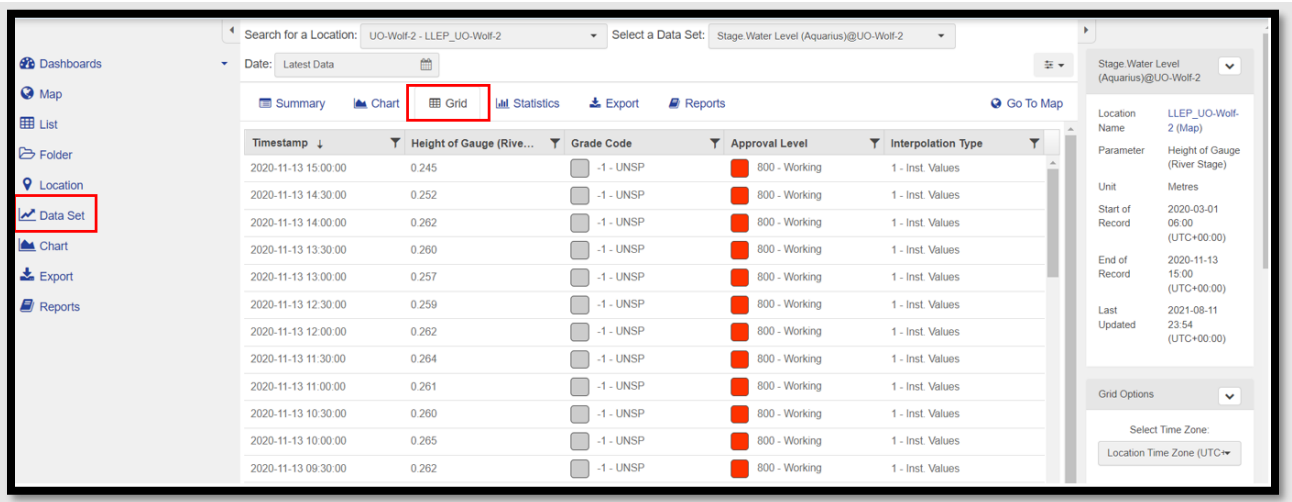 Search for a Location: UO-Wolf-2 - LLEP_UO-Wolf-2 Select a Data Set: Stage.Water Level (Aquarius)@UO-Wolf-2
Date: Latest Data
Dashboards
Map
List
Folder
Location
Data Set
Chart
Export
Reports
Summary Chart Grid Statistics Export Reports Go To Map
Timestamp ↓ Height of Gauge (Rive... Grade Code Approval Level Interpolation Type
2020-11-13 15:00:00 0.245 -1 - UNSP 800 - Working 1 - Inst. Values
2020-11-13 14:30:00 0.252 -1 - UNSP 800 - Working 1 - Inst. Values
2020-11-13 14:00:00 0.262 -1 - UNSP 800 - Working 1 - Inst. Values
2020-11-13 13:30:00 0.260 -1 - UNSP 800 - Working 1 - Inst. Values
2020-11-13 13:00:00 0.257 -1 - UNSP 800 - Working 1 - Inst. Values
2020-11-13 12:30:00 0.259 -1 - UNSP 800 - Working 1 - Inst. Values
2020-11-13 12:00:00 0.262 -1 - UNSP 800 - Working 1 - Inst. Values
2020-11-13 11:30:00 0.264 -1 - UNSP 800 - Working 1 - Inst. Values
2020-11-13 11:00:00 0.261 -1 - UNSP 800 - Working 1 - Inst. Values
2020-11-13 10:30:00 0.260 -1 - UNSP 800 - Working 1 - Inst. Values
2020-11-13 10:00:00 0.265 -1 - UNSP 800 - Working 1 - Inst. Values
2020-11-13 09:30:00 0.262 -1 - UNSP 800 - Working 1 - Inst. Values
Stage.Water Level
(Aquarius)@UO-Wolf-2
Location LLEP_UO-Wolf-
Name 2 (Map)
Parameter Height of Gauge
(River Stage)
Unit Metres
Start of 2020-03-01
Record 06:00
(UTC+00:00)
End of 2020-11-13
Record 15:00
(UTC+00:00)
Last 2021-08-11
Updated 23:54
(UTC+00:00)
Grid Options
Select Time Zone:
Location Time Zone (UTC+